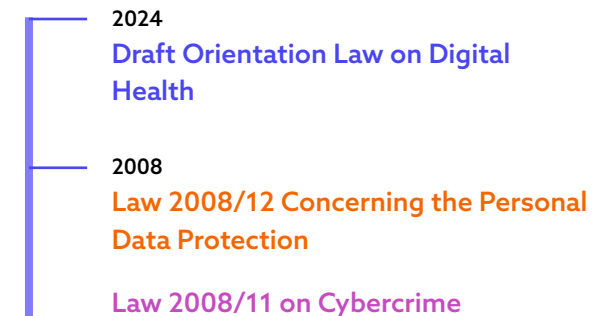 2024
Draft Orientation Law on Digital
Health
2008
Law 2008/12 Concerning the Personal
Data Protection
Law 2008/11 on Cybercrime